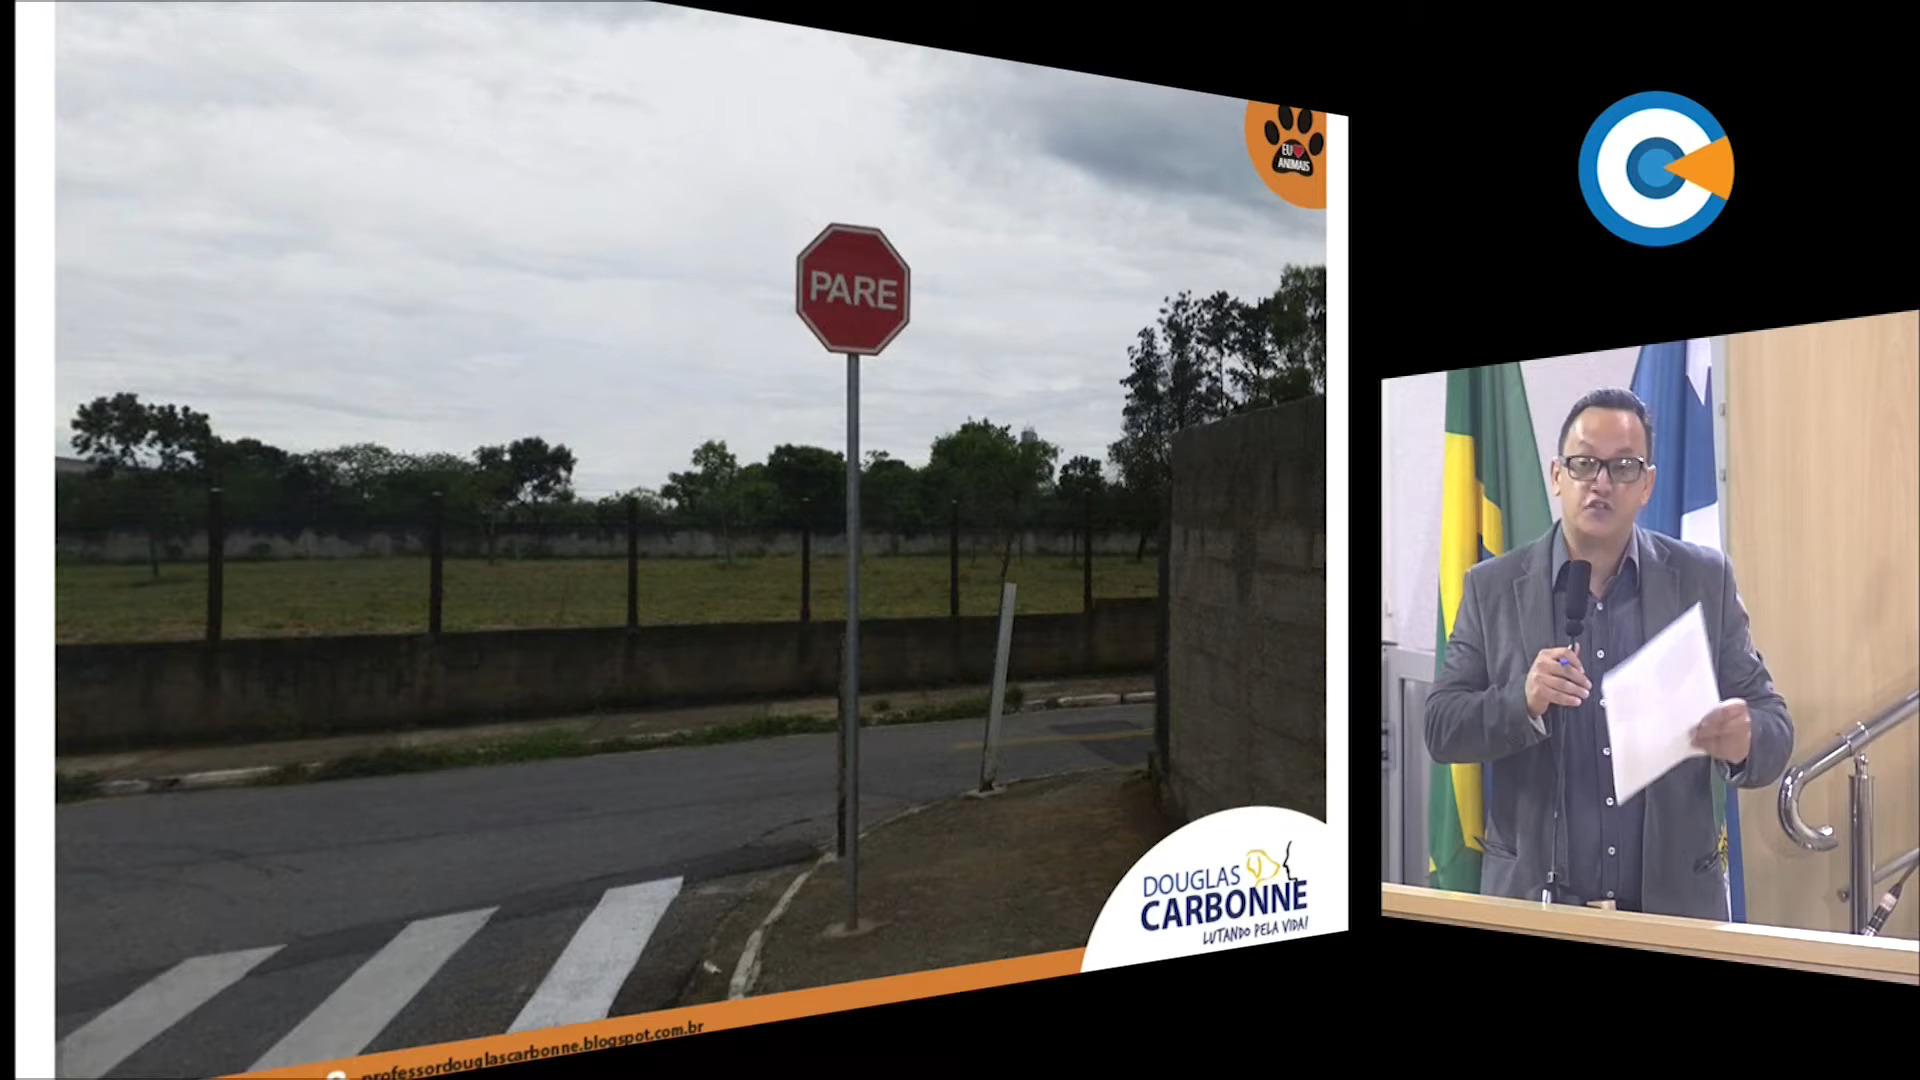 EU
ANIMAIS
PARE
DOUGLAS
CARBONNE
LUTANDO PELA VIDA!
professordouglascarbonne.blogspot.com.br